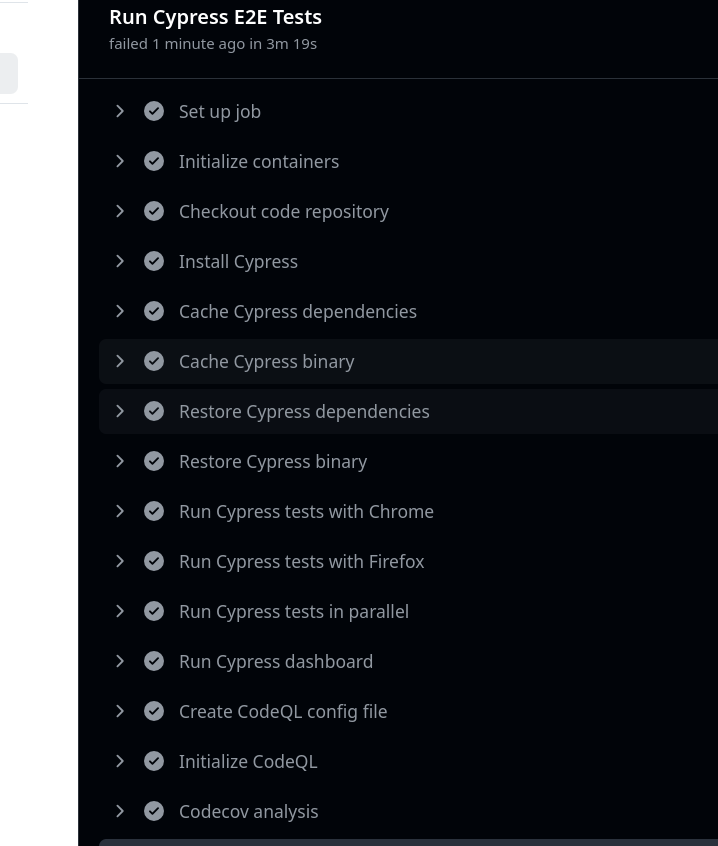 Run Cypress E2E Tests
failed 1 minute ago in 3m 19s
Set up job
Initialize containers
Checkout code repository
Install Cypress
Cache Cypress dependencies
Cache Cypress binary
Restore Cypress dependencies
Restore Cypress binary
Run Cypress tests with Chrome
Run Cypress tests with Firefox
Run Cypress tests in parallel
Run Cypress dashboard
Create CodeQL config file
Initialize CodeQL
Codecov analysis